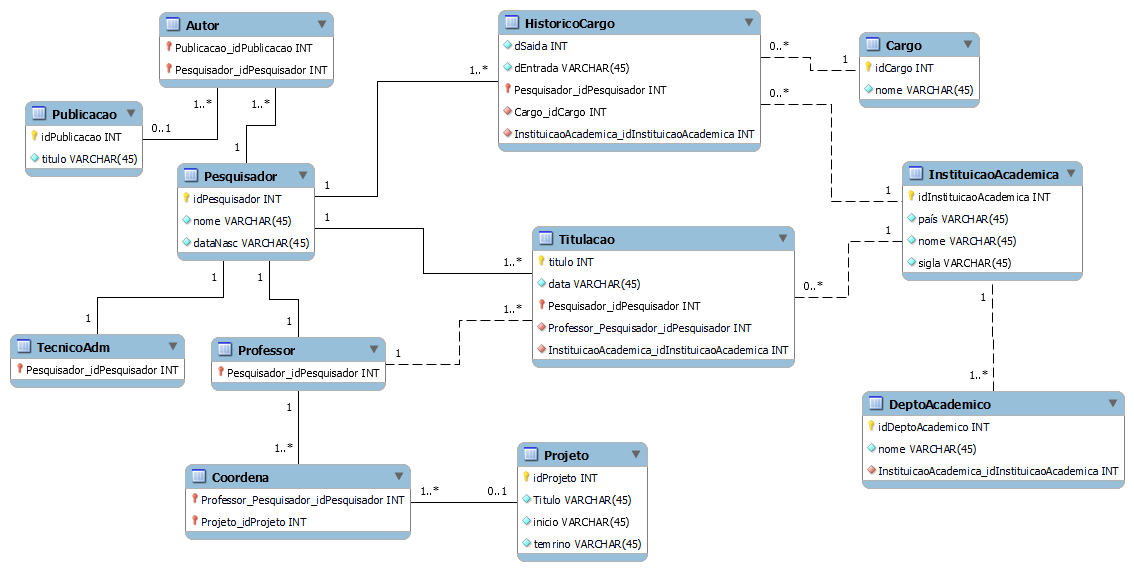 Autor
Publicacao_idPublicacao INT
Pesquisador_idPesquisador INT
HistoricoCargo
dSaida INT
dEntrada VARCHAR(45)
Pesquisador_idPesquisador INT
Cargo_idCargo INT
InstituicaoAcademica_idInstituicaoAcademica INT
Cargo
idCargo INT
nome VARCHAR(45)
0..*
1
0..*
1
1..*
1..*
1..*
0..1
1
Publicacao
idPublicacao INT
titulo VARCHAR(45)
Pesquisador
idPesquisador INT
nome VARCHAR(45)
dataNasc VARCHAR(45)
1
1
InstituicaoAcademica
idInstituicaoAcademica INT
país VARCHAR(45)
nome VARCHAR(45)
sigla VARCHAR(45)
1
0..*
Titulacao
titulo INT
data VARCHAR(45)
Pesquisador_idPesquisador INT
Professor_Pesquisador_idPesquisador INT
InstituicaoAcademica_idInstituicaoAcademica INT
1..*
1..*
1
1
1
1
1
TecnicoAdm
Pesquisador_idPesquisador INT
Professor
Pesquisador_idPesquisador INT
1
1..*
DeptoAcademico
idDeptoAcademico INT
nome VARCHAR(45)
InstituicaoAcademica_idInstituicaoAcademica INT
1
1..*
Coordena
Professor_Pesquisador_idPesquisador INT
Projeto_idProjeto INT
1..*
0..1
Projeto
idProjeto INT
Titulo VARCHAR(45)
inicio VARCHAR(45)
temrino VARCHAR(45)